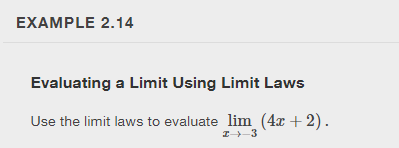 EXAMPLE 2.14
Evaluating a Limit Using Limit Laws
Use the limit laws to evaluate lim x→−3 (4x + 2).